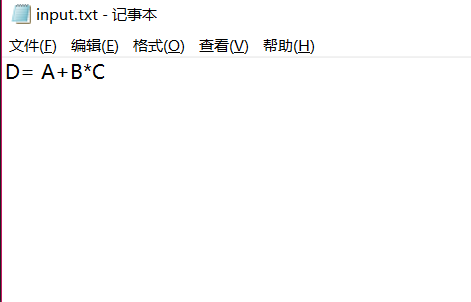 input.txt - 记事本
文件(F) 编辑(E) 格式(O) 查看(V) 帮助(H)
D= A+B*C